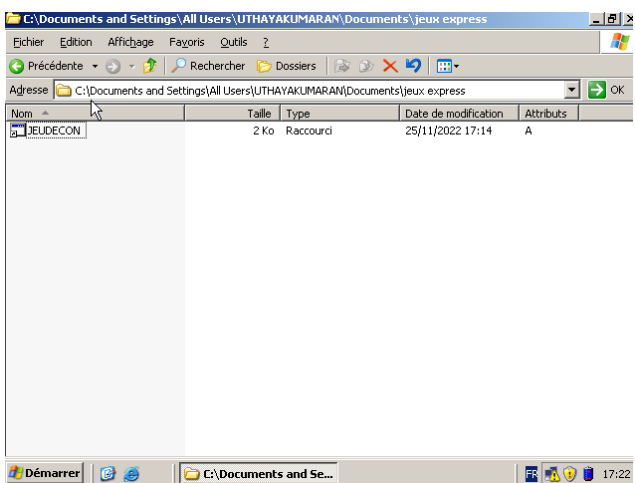 C:\Documents and Settings\All Users\UTHAYAKUMARAN\Documents\jeux express
Fichier Edition Affichage Favoris Outils ?
Précédente Rechercher Dossiers
Adresse C:\Documents and Settings\All Users\UTHAYAKUMARAN\Documents\jeux express OK
Nom Taille Type Date de modification Attributs
JEUDECON 2 Ko Raccourci 25/11/2022 17:14 A
Démarrer C:\Documents and Se... FR 17:22